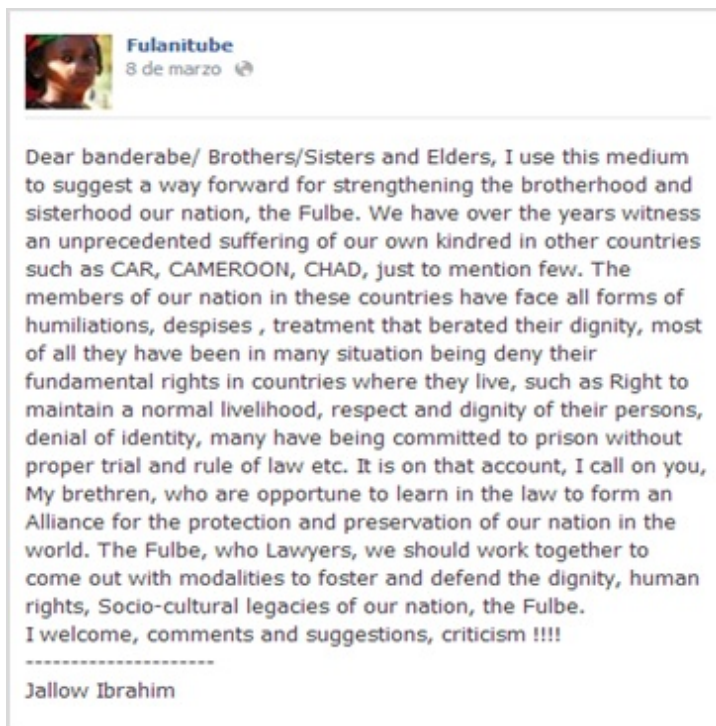 Fulanitube
8 de marzo
Dear banderabe/ Brothers/Sisters and Elders, I use this medium
to suggest a way forward for strengthening the brotherhood and
sisterhood our nation, the Fulbe. We have over the years witness
an unprecedented suffering of our own kindred in other countries
such as CAR, CAMEROON, CHAD, just to mention few. The
members of our nation in these countries have face all forms of
humiliations, despises , treatment that berated their dignity, most
of all they have been in many situation being deny their
fundamental rights in countries where they live, such as Right to
maintain a normal livelihood, respect and dignity of their persons,
denial of identity, many have being committed to prison without
proper trial and rule of law etc. It is on that account, I call on you,
My brethren, who are opportune to learn in the law to form an
Alliance for the protection and preservation of our nation in the
world. The Fulbe, who Lawyers, we should work together to
come out with modalities to foster and defend the dignity, human
rights, Socio-cultural legacies of our nation, the Fulbe.
I welcome, comments and suggestions, criticism !!!!
---------------------
Jallow Ibrahim